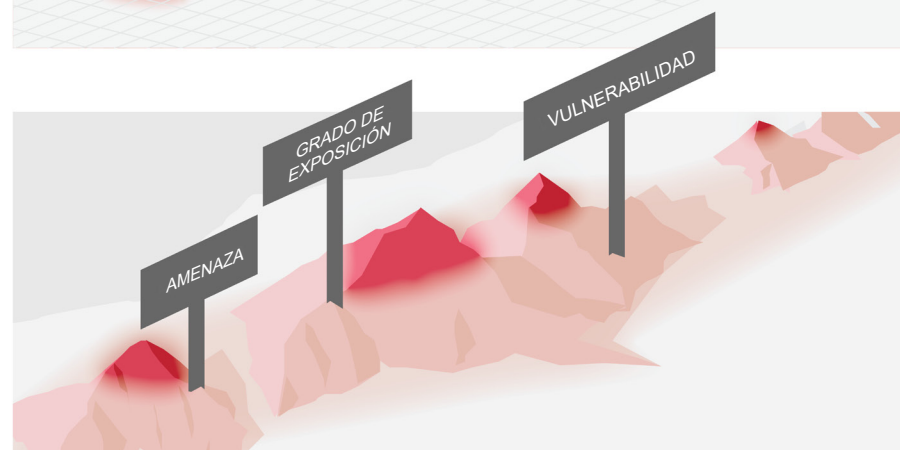 AMENAZA
GRADO DE
EXPOSICIÓN
VULNERABILIDAD